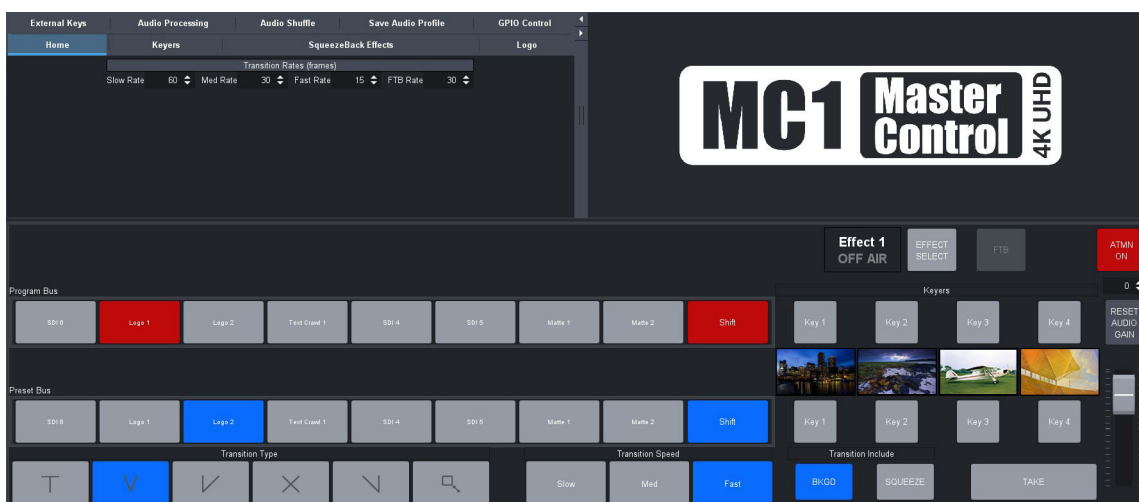 External Keys Audio Processing Audio Shuffle Save Audio Profile GPIO Control
Home Keyers SqueezeBack Effects Logo
Transition Rates (frames)
Slow Rate 60 Med Rate 30 Fast Rate 15 FTB Rate 30
MC1 Master Control 4K UHD
Effect 1
OFF AIR
EFFECT SELECT
FTB
ATMN ON
Program Bus
Keyers
0
SDI 6 Logo 1 Logo 2 Text Crawl 1 SDI 4 SDI 5 Matte 1 Matte 2 Shift
Key 1 Key 2 Key 3 Key 4
RESET AUDIO GAIN
Preset Bus
SDI 6 Logo 1 Logo 2 Text Crawl 1 SDI 4 SDI 5 Matte 1 Matte 2 Shift
Key 1 Key 2 Key 3 Key 4
Transition Type
Transition Speed
Transition Include
Slow Med Fast
BKGD SQUEEZE TAKE